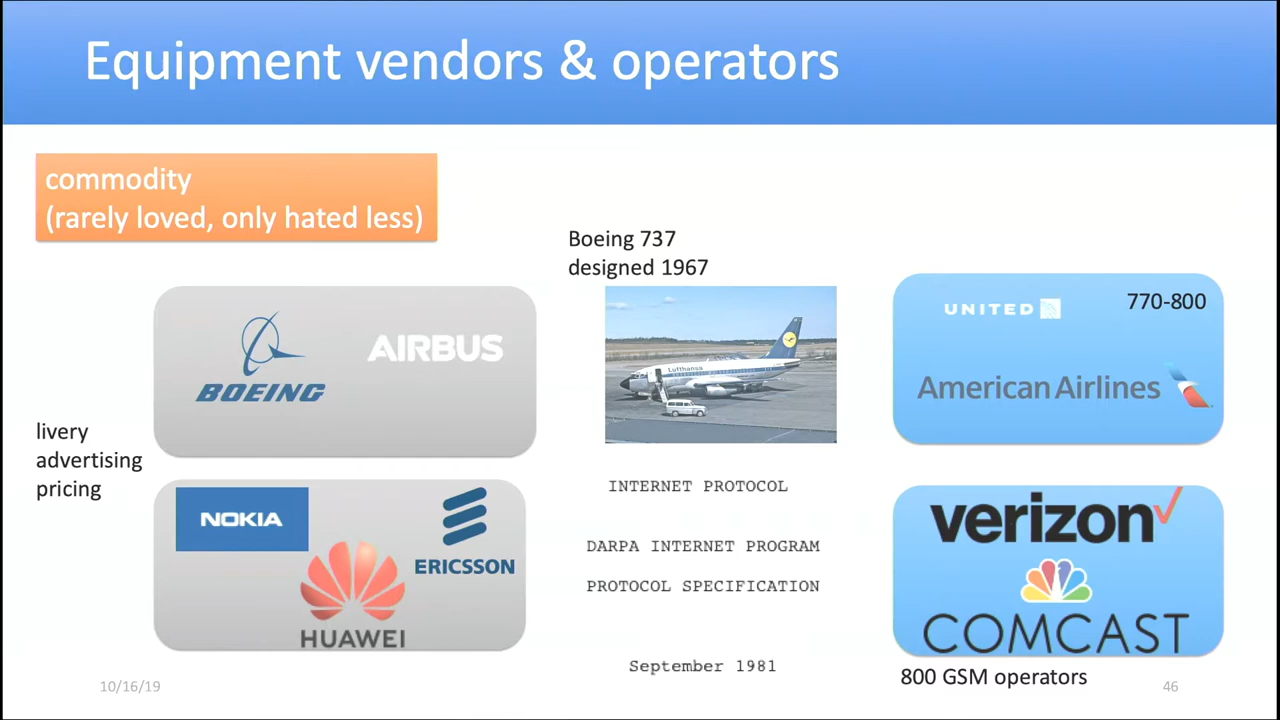 Equipment vendors & operators
commodity
(rarely loved, only hated less)
Boeing 737
designed 1967
BOEING
AIRBUS
Lufthansa
UNITED
770-800
American Airlines
livery
advertising
pricing
NOKIA
ERICSSON
HUAWEI
INTERNET PROTOCOL
DARPA INTERNET PROGRAM
PROTOCOL SPECIFICATION
September 1981
verizon
COMCAST
800 GSM operators
10/16/19
46